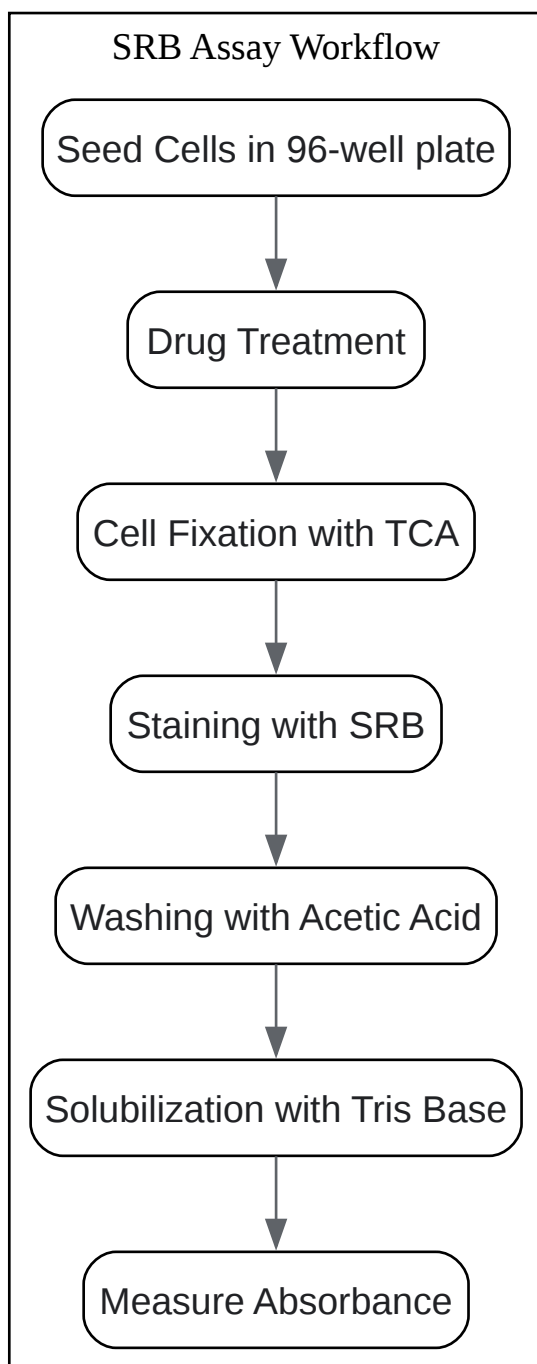 SRB Assay Workflow
Seed Cells in 96-well plate
Drug Treatment
Cell Fixation with TCA
Staining with SRB
Washing with Acetic Acid
Solubilization with Tris Base
Measure Absorbance